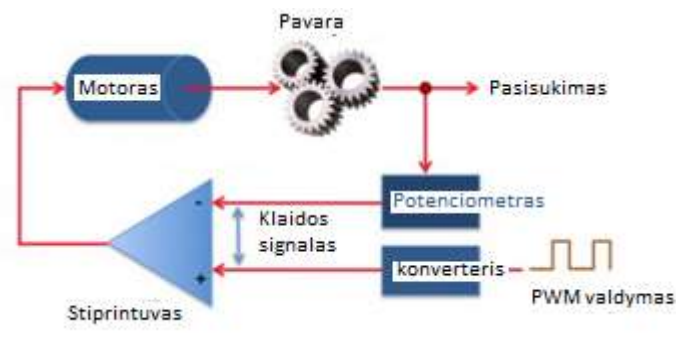 Pavara
Motoras
Pasisukimas
Potenciometras
-
Klaidos
signalas
+
konverteris
PWM valdymas
Stiprintuvas